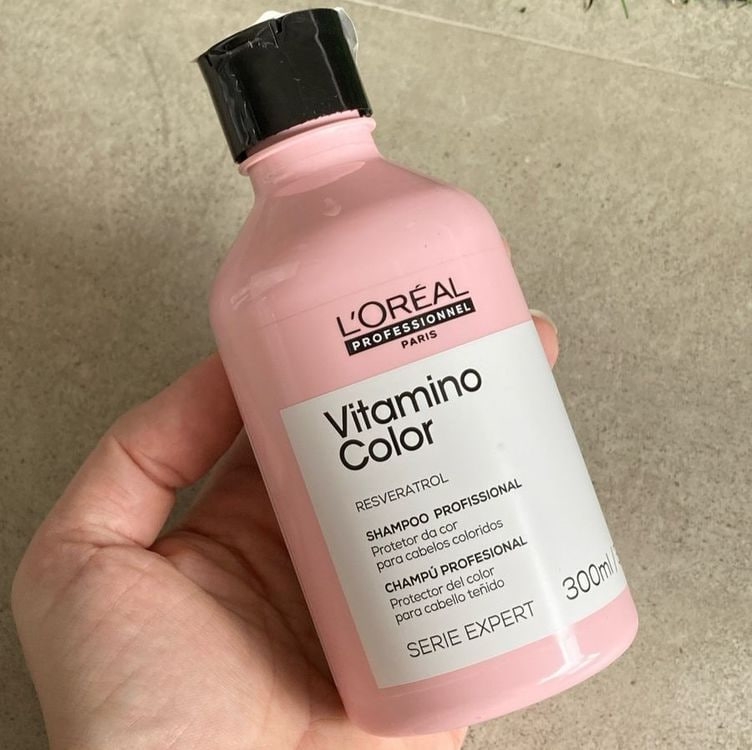 L'ORÉAL
PROFESSIONNEL
PARIS
Vitamino
Color
RESVERATROL
SHAMPOO PROFISSIONAL
Protetor da cor
para cabelos coloridos
CHAMPÚ PROFESIONAL
Protector del color
para cabello teñido
SERIE EXPERT
300ml /